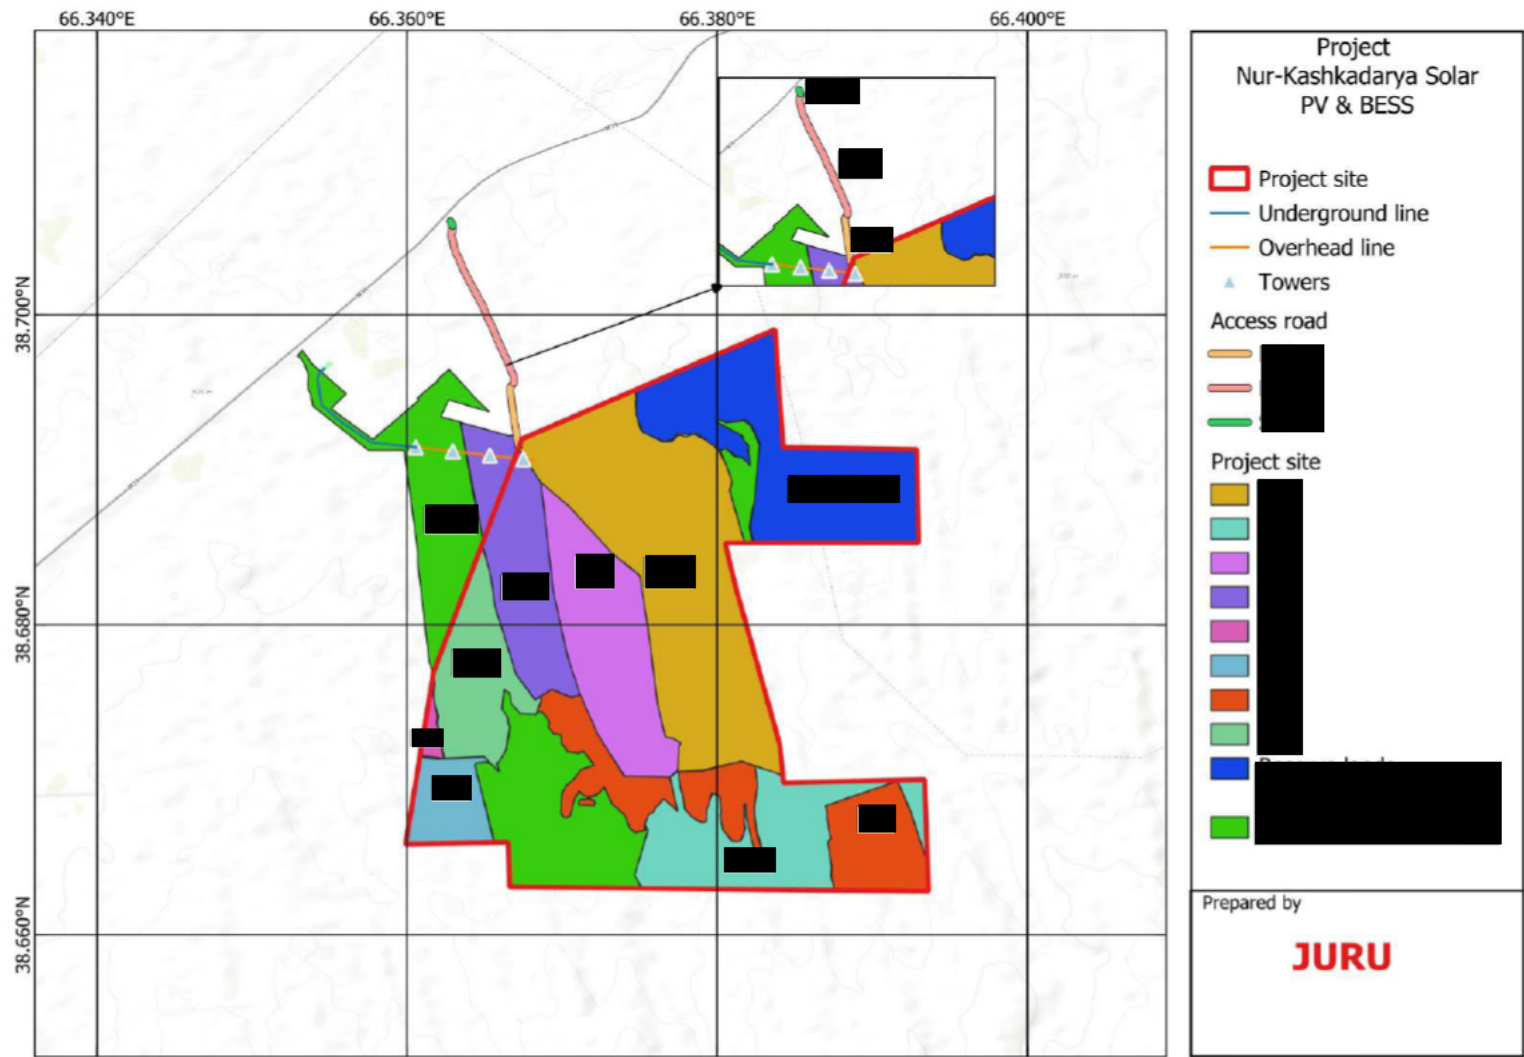 66.340°E
66.360°E
66.380°E
66.400°E
38.700°N
38.680°N
38.660°N
Project
Nur-Kashkadarya Solar
PV & BESS
Project site
Underground line
Overhead line
Towers
Access road
Project site
Prepared by
JURU